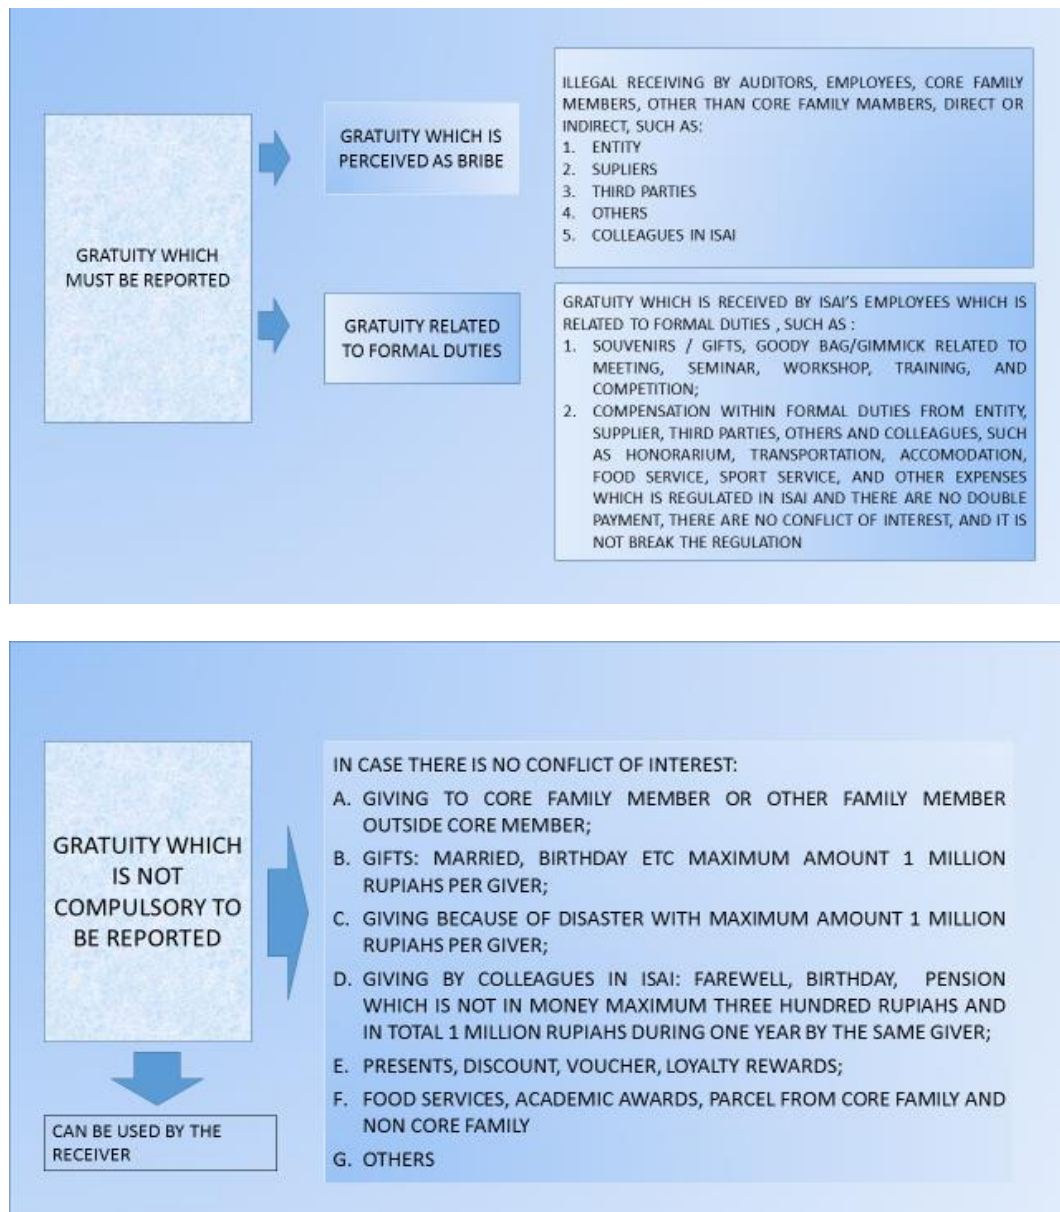 GRATUITY WHICH
MUST BE REPORTED
GRATUITY WHICH IS
PERCEIVED AS BRIBE
ILLEGAL RECEIVING BY AUDITORS, EMPLOYEES, CORE FAMILY
MEMBERS, OTHER THAN CORE FAMILY MAMBERS, DIRECT OR
INDIRECT, SUCH AS:
1. ENTITY
2. SUPLIERS
3. THIRD PARTIES
4. OTHERS
5. COLLEAGUES IN ISAI
GRATUITY RELATED
TO FORMAL DUTIES
GRATUITY WHICH IS RECEIVED BY ISAI'S EMPLOYEES WHICH IS
RELATED TO FORMAL DUTIES , SUCH AS :
1. SOUVENIRS / GIFTS, GOODY BAG/GIMMICK RELATED TO
MEETING, SEMINAR, WORKSHOP, TRAINING, AND
COMPETITION;
2. COMPENSATION WITHIN FORMAL DUTIES FROM ENTITY,
SUPPLIER, THIRD PARTIES, OTHERS AND COLLEAGUES, SUCH
AS HONORARIUM, TRANSPORTATION, ACCOMODATION,
FOOD SERVICE, SPORT SERVICE, AND OTHER EXPENSES
WHICH IS REGULATED IN ISAI AND THERE ARE NO DOUBLE
PAYMENT, THERE ARE NO CONFLICT OF INTEREST, AND IT IS
NOT BREAK THE REGULATION
GRATUITY WHICH
IS NOT
COMPULSORY TO
BE REPORTED
CAN BE USED BY THE
RECEIVER
IN CASE THERE IS NO CONFLICT OF INTEREST:
A. GIVING TO CORE FAMILY MEMBER OR OTHER FAMILY MEMBER
OUTSIDE CORE MEMBER;
B. GIFTS: MARRIED, BIRTHDAY ETC MAXIMUM AMOUNT 1 MILLION
RUPIAHS PER GIVER;
C. GIVING BECAUSE OF DISASTER WITH MAXIMUM AMOUNT 1 MILLION
RUPIAHS PER GIVER;
D. GIVING BY COLLEAGUES IN ISAI: FAREWELL, BIRTHDAY, PENSION
WHICH IS NOT IN MONEY MAXIMUM THREE HUNDRED RUPIAHS AND
IN TOTAL 1 MILLION RUPIAHS DURING ONE YEAR BY THE SAME GIVER;
E. PRESENTS, DISCOUNT, VOUCHER, LOYALTY REWARDS;
F. FOOD SERVICES, ACADEMIC AWARDS, PARCEL FROM CORE FAMILY AND
NON CORE FAMILY
G. OTHERS